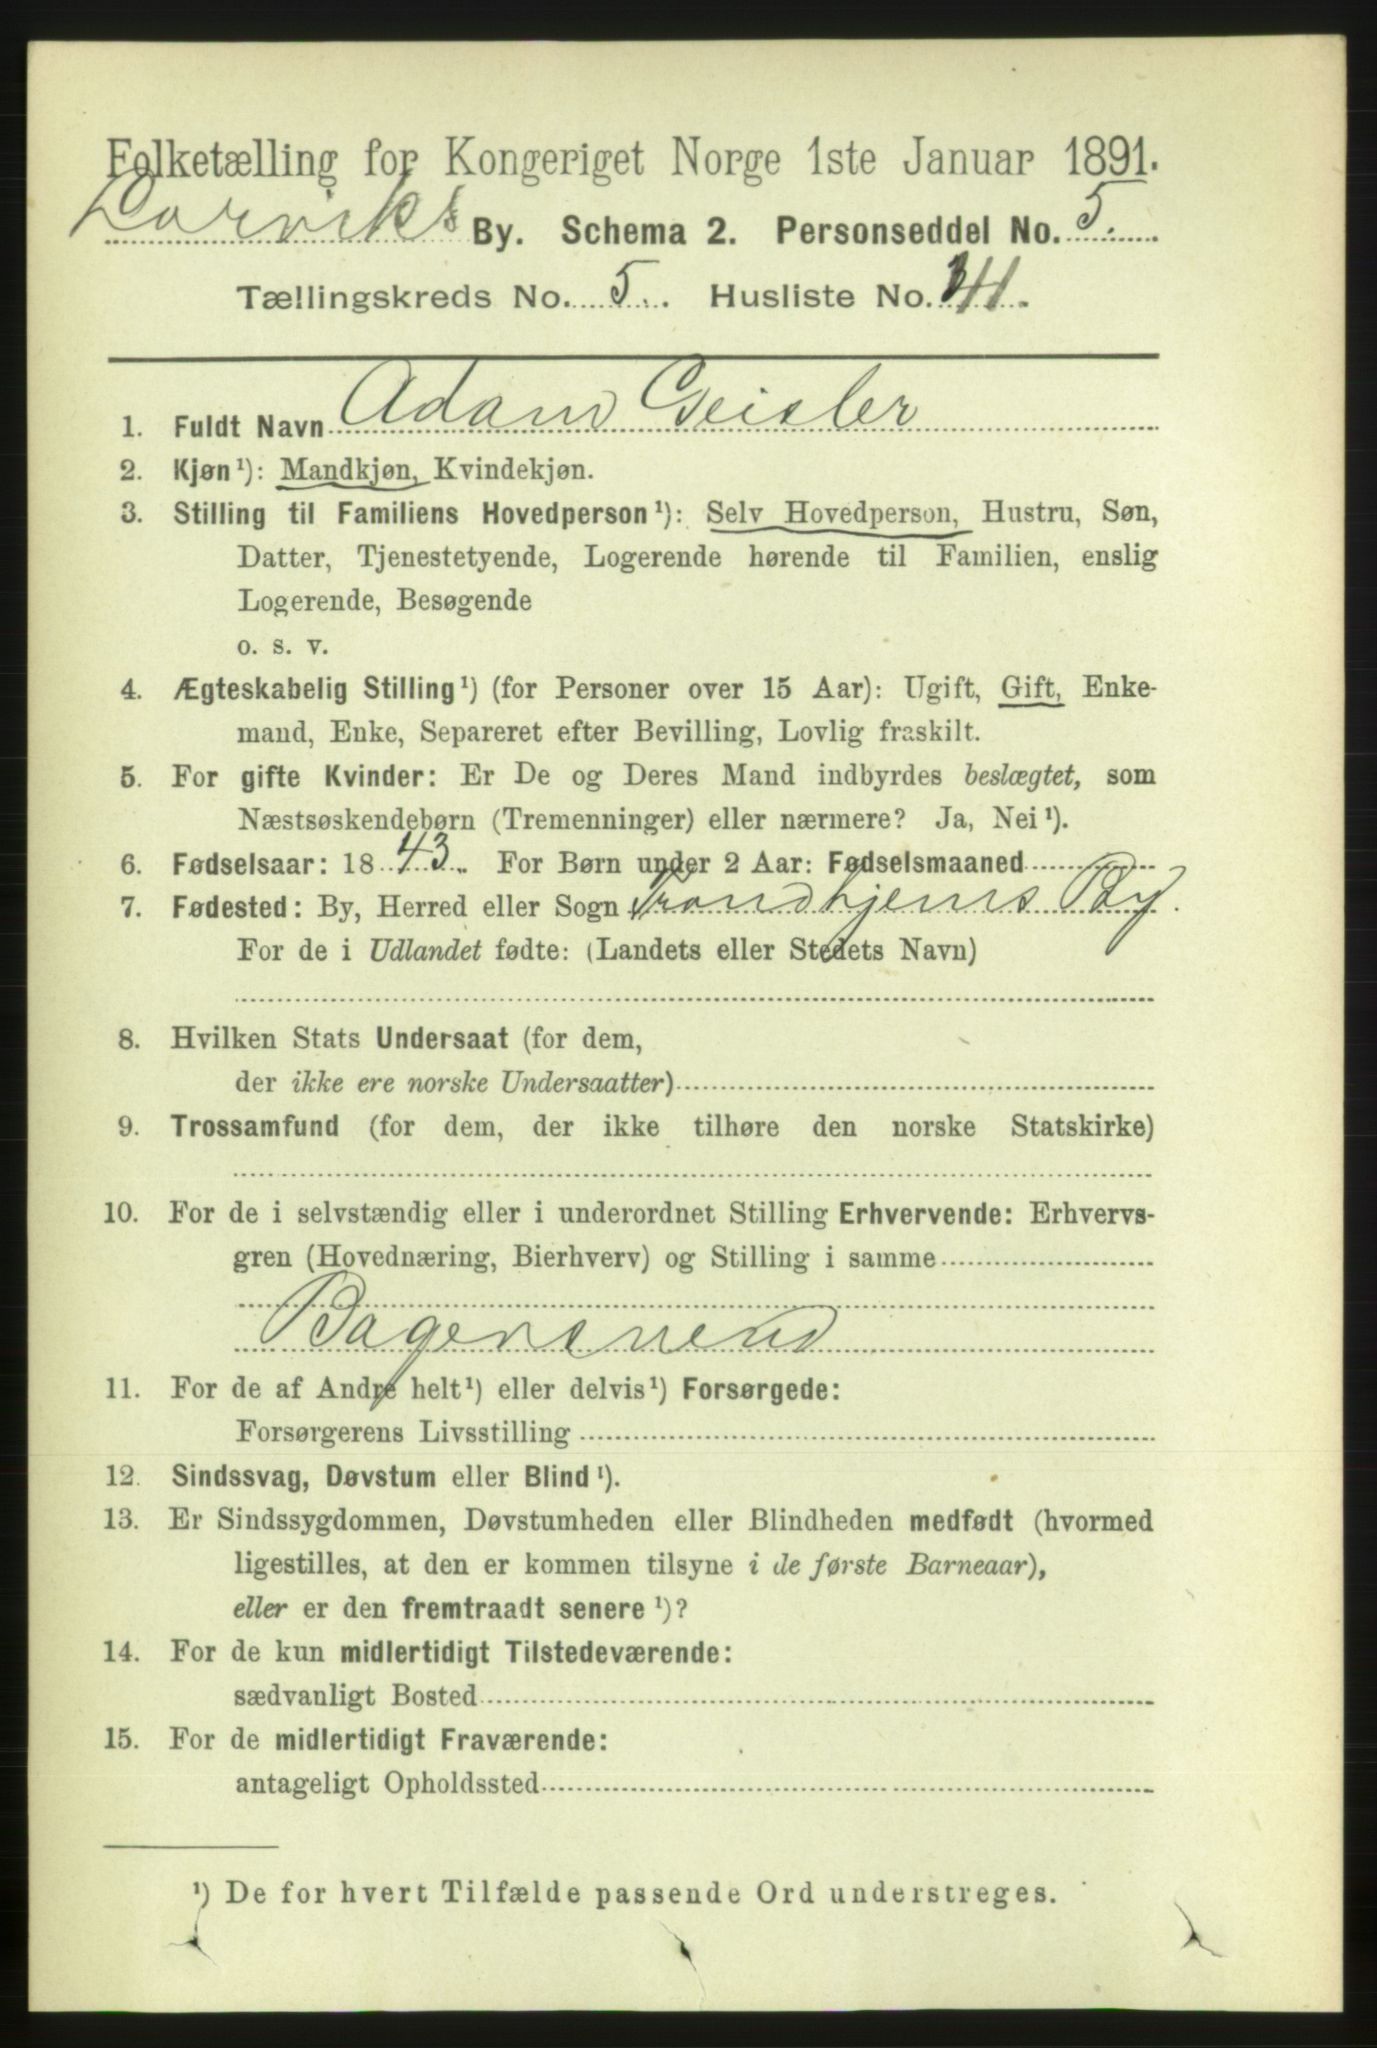 Folketælling for Kongeriget Norge 1ste Januar 1891.
Larviks By. Schema 2. Personseddel No. 5.
Tællingskreds No. 5. Husliste No. 41.
1. Fuldt Navn Adam Geisler
2. Kjøn¹): Mandkjøn, Kvindekjøn.
3. Stilling til Familiens Hovedperson¹): Selv Hovedperson, Hustru, Søn,
Datter, Tjenestetyende, Logerende hørende til Familien, enslig
Logerende, Besøgende
o. s. v.
4. Ægteskabelig Stilling¹) (for Personer over 15 Aar): Ugift, Gift, Enke-
mand, Enke, Separeret efter Bevilling, Lovlig fraskilt.
5. For gifte Kvinder: Er De og Deres Mand indbyrdes beslægtet, som
Næstsøskendebørn (Tremenninger) eller nærmere? Ja, Nei¹).
6. Fødselsaar: 1843. For Børn under 2 Aar: Fødselsmaaned
7. Fødested: By, Herred eller Sogn Trondhjems By.
For de i Udlandet fødte: (Landets eller Stedets Navn)
8. Hvilken Stats Undersaat (for dem,
der ikke ere norske Undersaatter)
9. Trossamfund (for dem, der ikke tilhøre den norske Statskirke)
10. For de i selvstændig eller i underordnet Stilling Erhvervende: Erhvervs-
gren (Hovednæring, Bierhverv) og Stilling i samme
Bagersvend
11. For de af Andre helt¹) eller delvis¹) Forsørgede:
Forsørgerens Livsstilling
12. Sindssvag, Døvstum eller Blind¹).
13. Er Sindssygdommen, Døvstumheden eller Blindheden medfødt (hvormed
ligestilles, at den er kommen tilsyne i de første Barneaar),
eller er den fremtraadt senere¹)?
14. For de kun midlertidigt Tilstedeværende:
sædvanligt Bosted
15. For de midlertidigt Fraværende:
antageligt Opholdssted
¹) De for hvert Tilfælde passende Ord understreges.